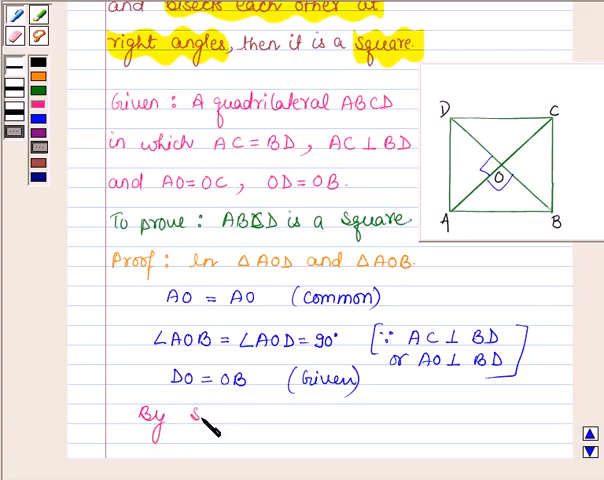 and bisects each other at
right angles, then it is a square.
Given : A quadrilateral ABCD
in which AC = BD , AC ⊥ BD
and AO = OC , OD = OB.
To prove : ABCD is a square
Proof : In △AOD and △AOB.
AO = AO (Common)
∠AOB = ∠AOD = 90° [∵ AC ⊥ BD
or AO ⊥ BD]
DO = OB (Given)
By S
D C
O
A B